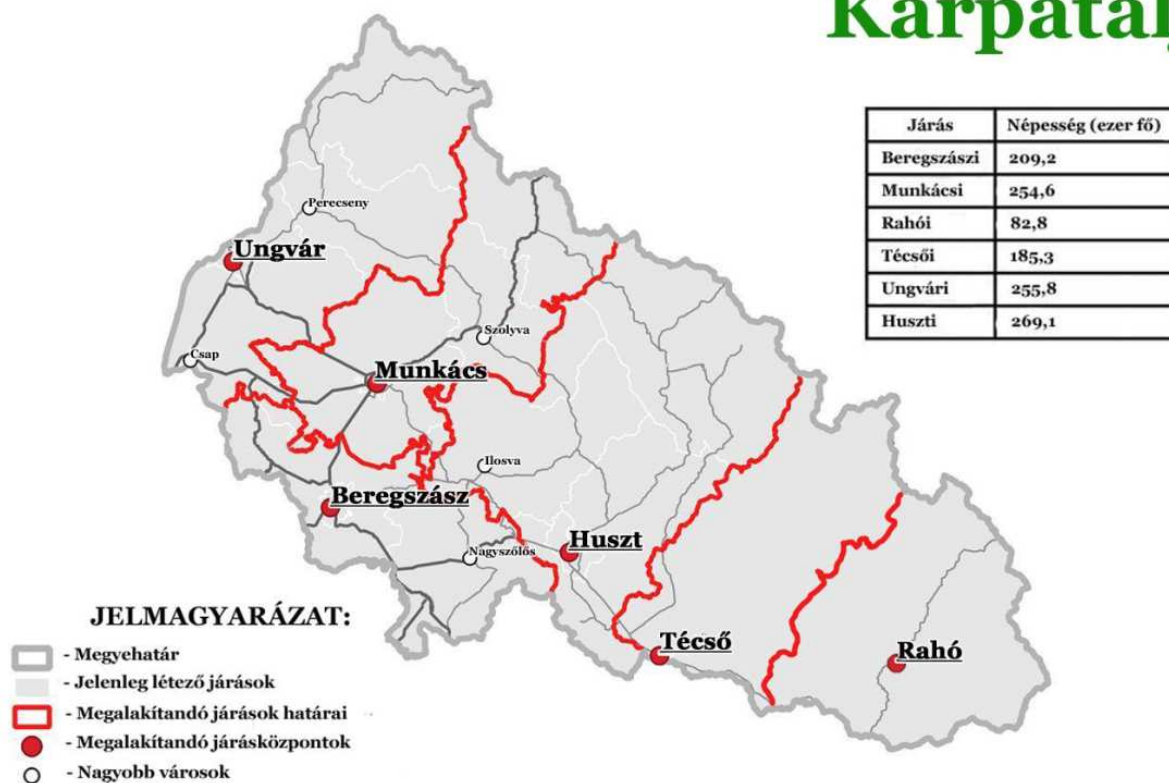 Kárpátalj
Járás Népesség (ezer fő)
Beregszászi 209,2
Munkácsi 254,6
Rahói 82,8
Técsői 185,3
Ungvári 255,8
Huszti 269,1
Perecseny
Ungvár
Szolyva
Csap
Munkács
Ilosva
Beregszász
Huszt
Nagyszőlős
Técső
Rahó
JELMAGYARÁZAT:
- Megyehatár
- Jelenleg létező járások
- Megalakítandó járások határai
- Megalakítandó járásközpontok
- Nagyobb városok